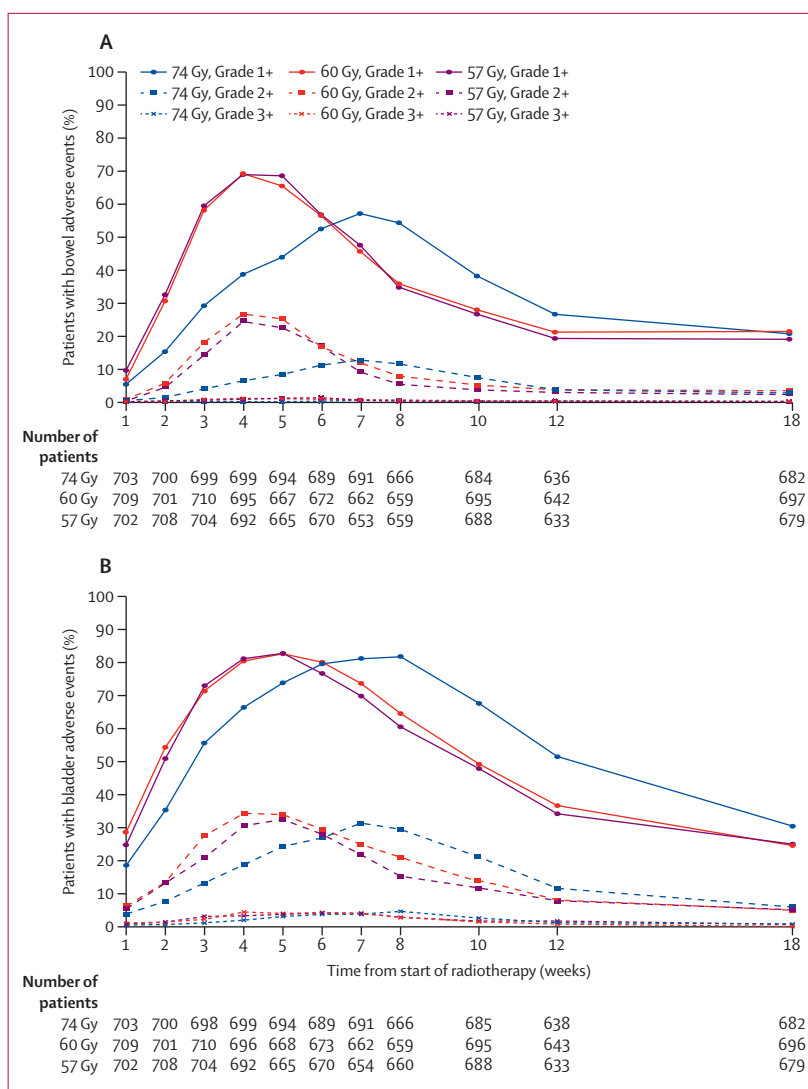 A
100
74 Gy, Grade 1+ 60 Gy, Grade 1+ 57 Gy, Grade 1+
74 Gy, Grade 2+ 60 Gy, Grade 2+ 57 Gy, Grade 2+
74 Gy, Grade 3+ 60 Gy, Grade 3+ 57 Gy, Grade 3+
90
80
70
60
50
40
30
20
10
0
Patients with bowel adverse events (%)
1 2 3 4 5 6 7 8 10 12 18
Number of
patients
74 Gy 703 700 699 699 694 689 691 666 684 636 682
60 Gy 709 701 710 695 667 672 662 659 695 642 697
57 Gy 702 708 704 692 665 670 653 659 688 633 679
B
100
90
80
70
60
50
40
30
20
10
0
Patients with bladder adverse events (%)
1 2 3 4 5 6 7 8 10 12 18
Time from start of radiotherapy (weeks)
Number of
patients
74 Gy 703 700 698 699 694 689 691 666 685 638 682
60 Gy 709 701 710 696 668 673 662 659 695 643 696
57 Gy 702 708 704 692 665 670 654 660 688 633 679